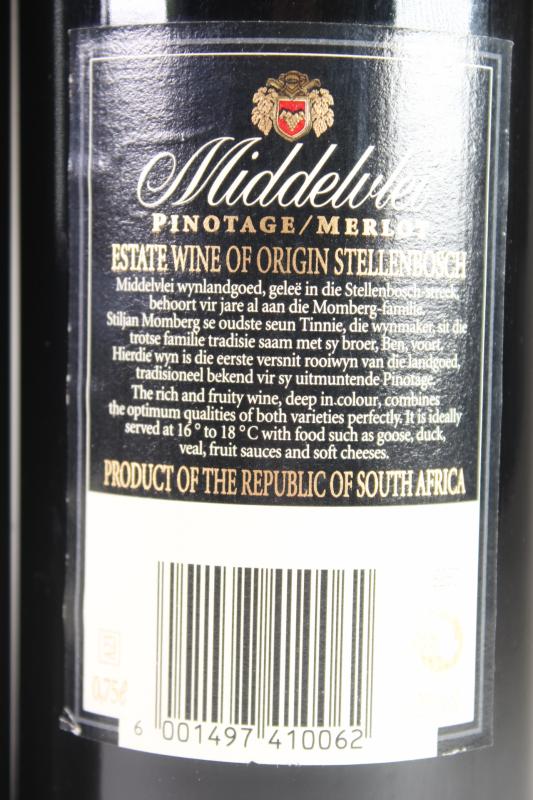 Middelvlei
PINOTAGE/MERLOT
ESTATE WINE OF ORIGIN STELLENBOSCH
Middelvlei wynlandgoed, geleë in die Stellenbosch-streek,
behoort vir jare al aan die Momberg-familie.
Stiljan Momberg se oudste seun Tinnie, die wynmaker, sit die
trotse familie tradisie saam met sy broer, Ben, voort.
Hierdie wyn is die eerste versnit rooiwyn van die landgoed,
tradisioneel bekend vir sy uitmuntende Pinotage.
The rich and fruity wine, deep in colour, combines
the optimum qualities of both varieties perfectly. It is ideally
served at 16° to 18°C with food such as goose, duck,
veal, fruit sauces and soft cheeses.
PRODUCT OF THE REPUBLIC OF SOUTH AFRICA
0,75ℓ
6 001497 410062